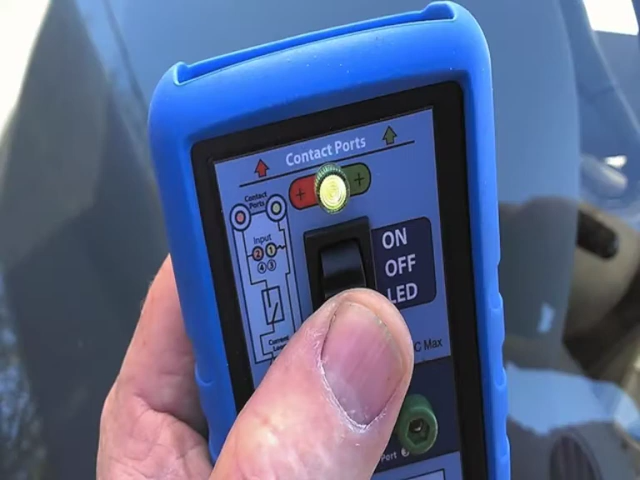 Contact Ports
+ +
Contact
Ports
Input
2 1
4 3
ON
OFF
LED
C Max
Port